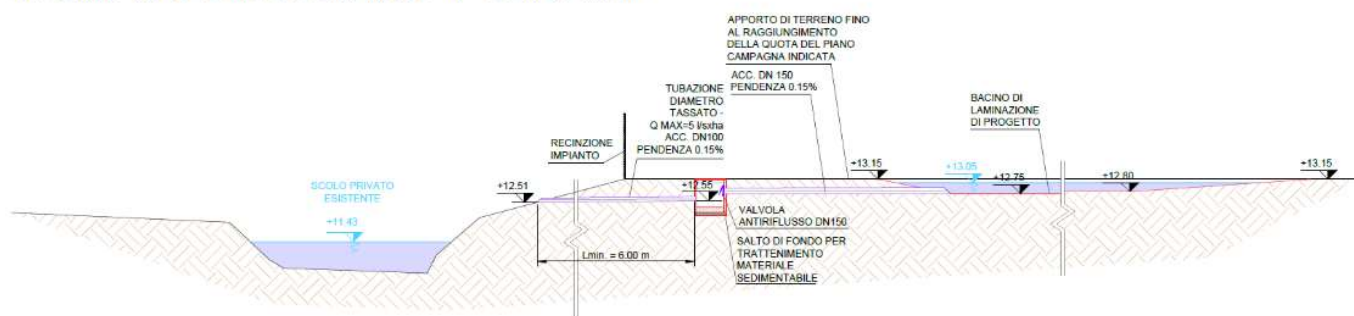 APPORTO DI TERRENO FINO
AL RAGGIUNGIMENTO
DELLA QUOTA DEL PIANO
CAMPAGNA INDICATA
ACC. DN 150
PENDENZA 0.15%
TUBAZIONE
DIAMETRO
TASSATO -
Q MAX=5 l/sxha
ACC. DN100
PENDENZA 0.15%
BACINO DI
LAMINAZIONE
DI PROGETTO
RECINZIONE
IMPIANTO
+13.15
+13.05
+13.15
SCOLO PRIVATO
ESISTENTE
+11.43
+12.51
+12.55
+12.75
+12.80
VALVOLA
ANTIRIFLUSSO DN150
SALTO DI FONDO PER
TRATTENIMENTO
MATERIALE
SEDIMENTABILE
Lmin. = 6.00 m